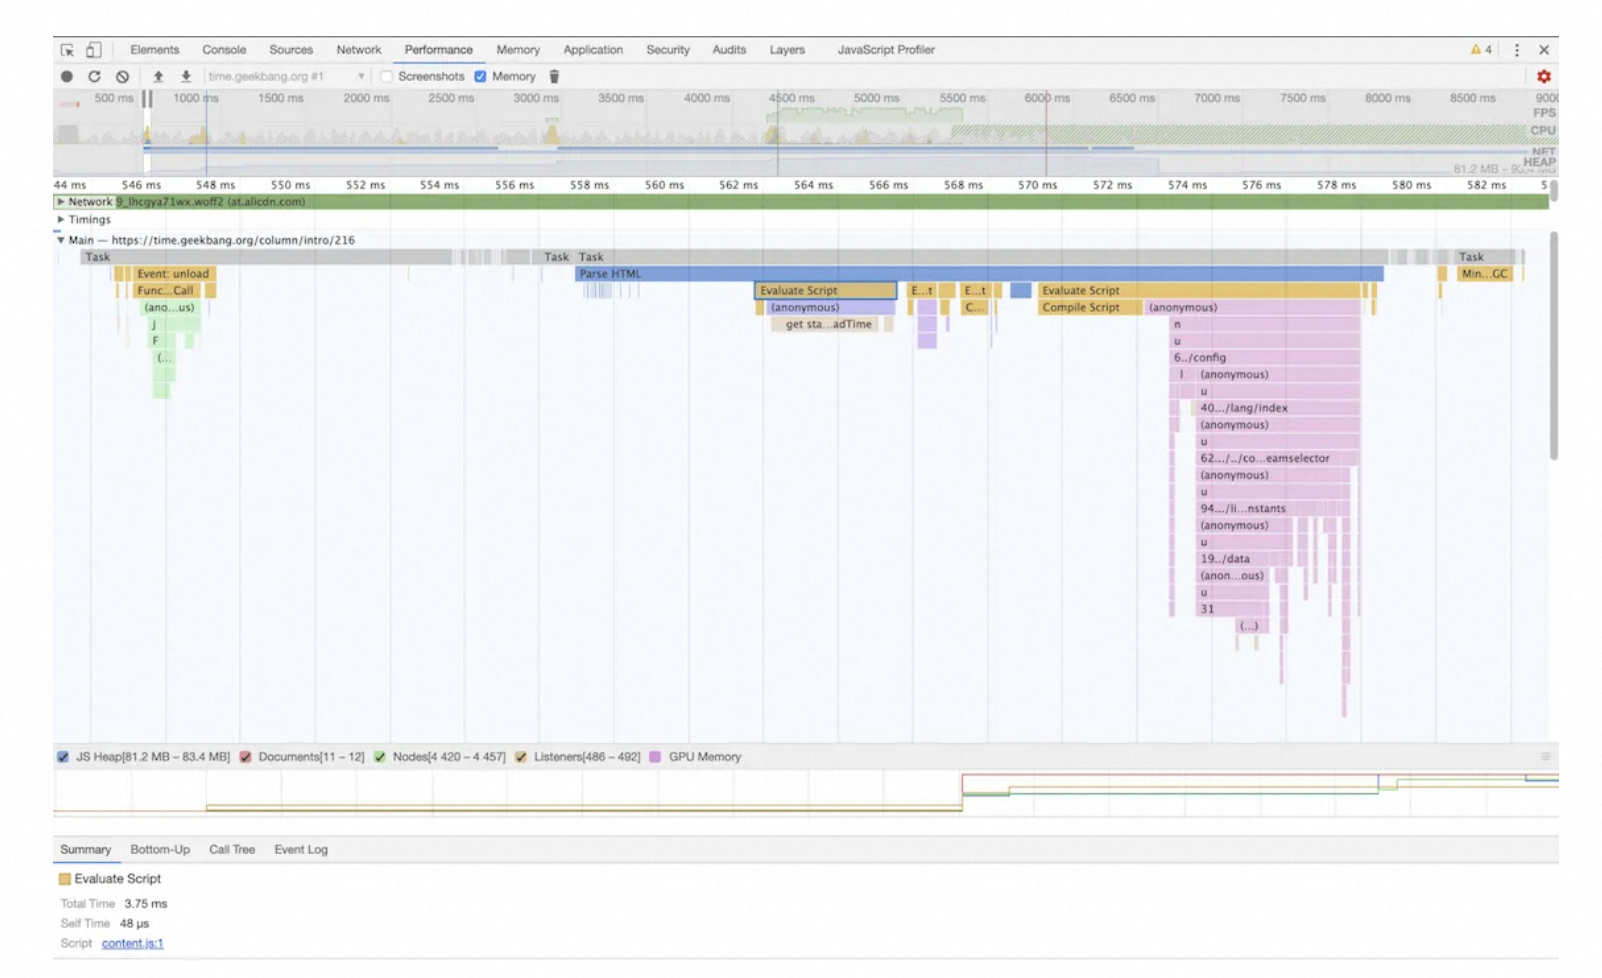 Elements Console Sources Network Performance Memory Application Security Audits Layers JavaScript Profiler 4
time.geekbang.org #1 Screenshots Memory
500 ms 1000 ms 1500 ms 2000 ms 2500 ms 3000 ms 3500 ms 4000 ms 4500 ms 5000 ms 5500 ms 6000 ms 6500 ms 7000 ms 7500 ms 8000 ms 8500 ms 9000
FPS
CPU
NET
HEAP
81.2 MB –
44 ms 546 ms 548 ms 550 ms 552 ms 554 ms 556 ms 558 ms 560 ms 562 ms 564 ms 566 ms 568 ms 570 ms 572 ms 574 ms 576 ms 578 ms 580 ms 582 ms 5
Network 9_lhcgya71wx.woff2 (at.alicdn.com)
Timings
Main — https://time.geekbang.org/column/intro/216
Task Task Task Task
Event: unload Parse HTML Min...GC
Func...Call Evaluate Script E...t E...t Evaluate Script
(ano...us) (anonymous) C... Compile Script (anonymous)
j get sta...adTime n
F u
(... 6../config
l (anonymous)
u
40.../lang/index
(anonymous)
u
62.../../co...eamselector
(anonymous)
u
94.../li...nstants
(anonymous)
u
19../data
(anon...ous)
u
31
(...)
JS Heap[81.2 MB – 83.4 MB] Documents[11 – 12] Nodes[4 420 – 4 457] Listeners[486 – 492] GPU Memory
Summary Bottom-Up Call Tree Event Log
Evaluate Script
Total Time 3.75 ms
Self Time 48 μs
Script content.js:1